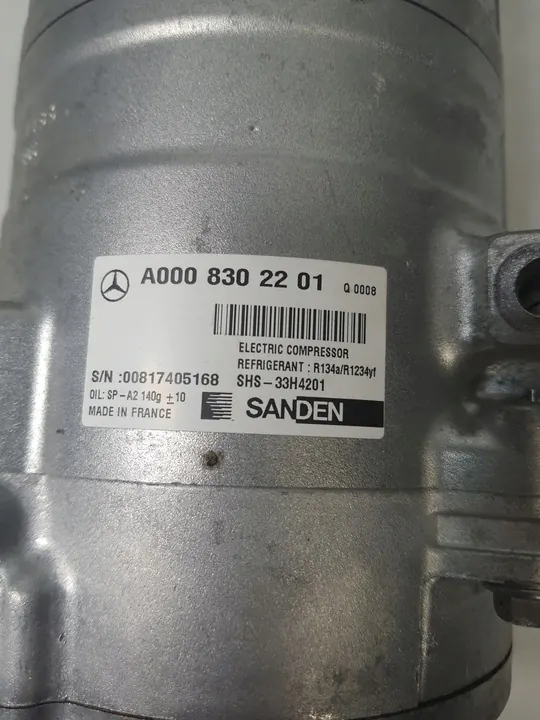 A000 830 22 01 Q 0008
ELECTRIC COMPRESSOR
REFRIGERANT : R134a/R1234yf
S/N :00817405168 SHS-33H4201
OIL: SP-A2 140g ±10
MADE IN FRANCE
SANDEN